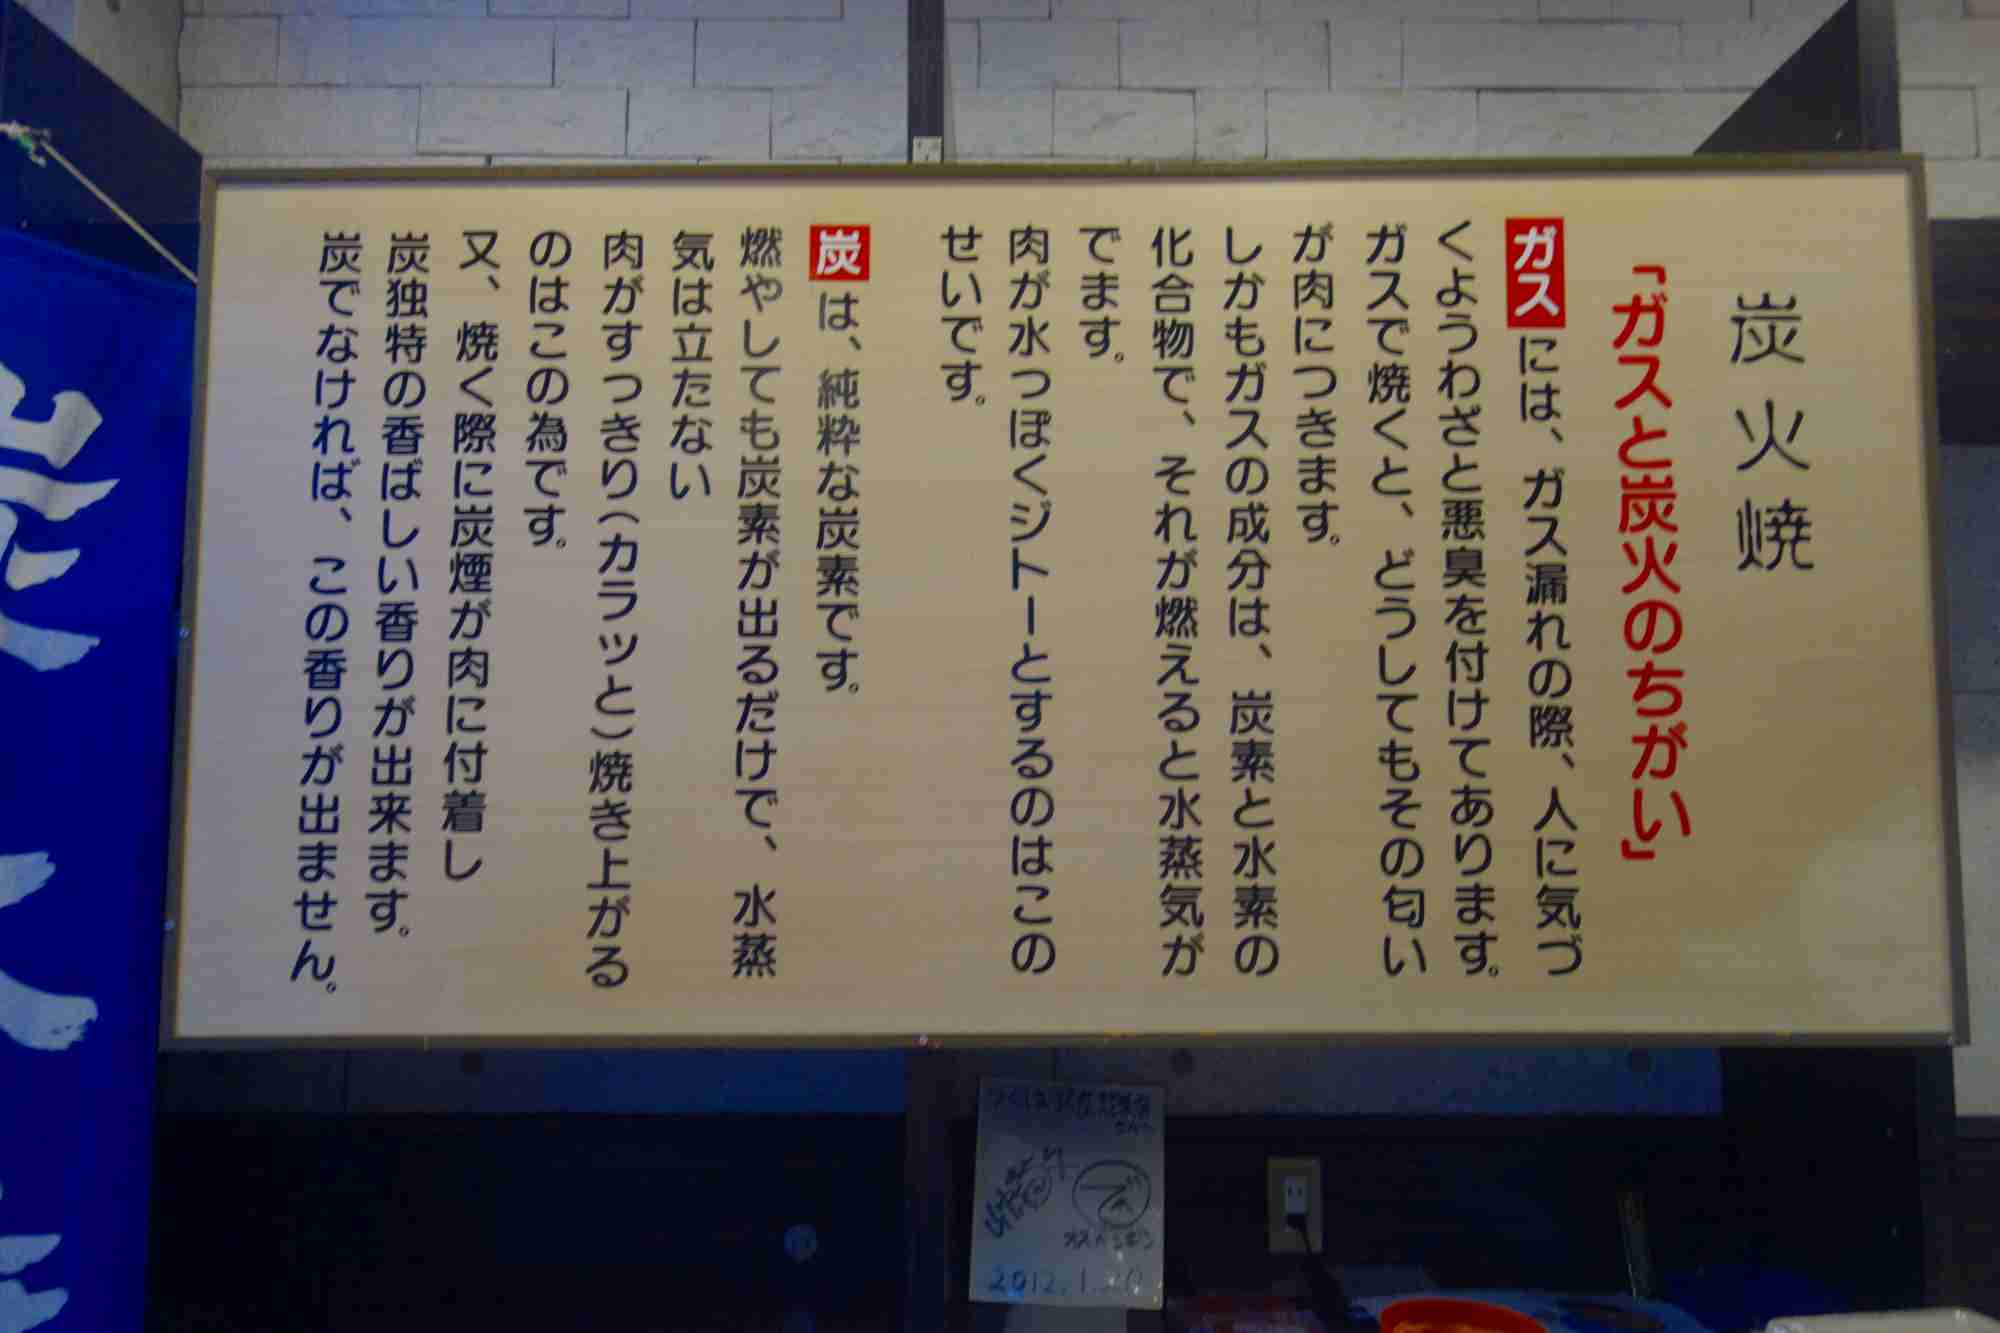 炭火焼
「ガスと炭火のちがい」
ガスには、ガス漏れの際、人に気づ
くようわざと悪臭を付けてあります。
ガスで焼くと、どうしてもその匂い
が肉につきます。
しかもガスの成分は、炭素と水素の
化合物で、それが燃えると水蒸気が
でます。
肉が水っぽくジトーとするのはこの
せいです。
炭は、純粋な炭素です。
燃やしても炭素が出るだけで、水蒸
気は立たない
肉がすっきり(カラッと)焼き上がる
のはこの為です。
又、焼く際に炭煙が肉に付着し
炭独特の香ばしい香りが出来ます。
炭でなければ、この香りが出ません。
2012.1.20